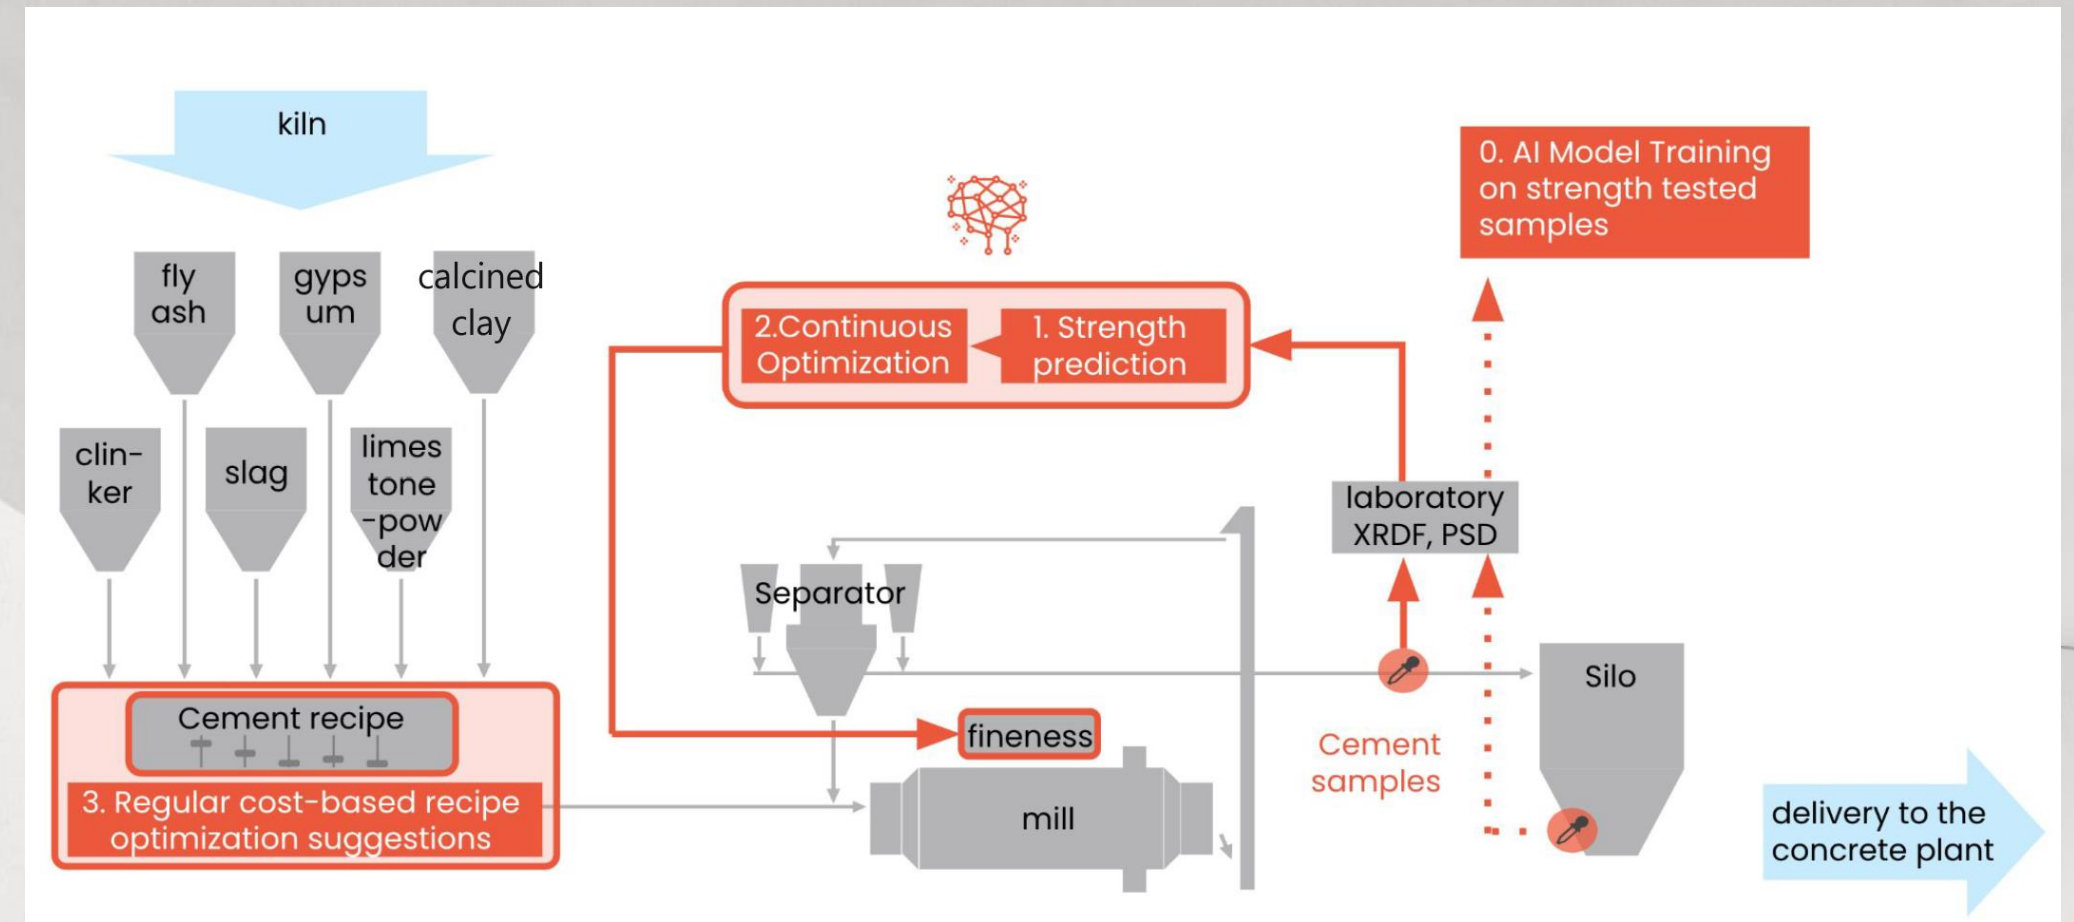 kiln
0. AI Model Training
on strength tested
samples
fly
ash
gyps
um
calcined
clay
2.Continuous
Optimization
1. Strength
prediction
clin-
ker
slag
limes
tone
-pow
der
laboratory
XRDF, PSD
Separator
Silo
Cement recipe
fineness
Cement
samples
3. Regular cost-based recipe
optimization suggestions
mill
delivery to the
concrete plant